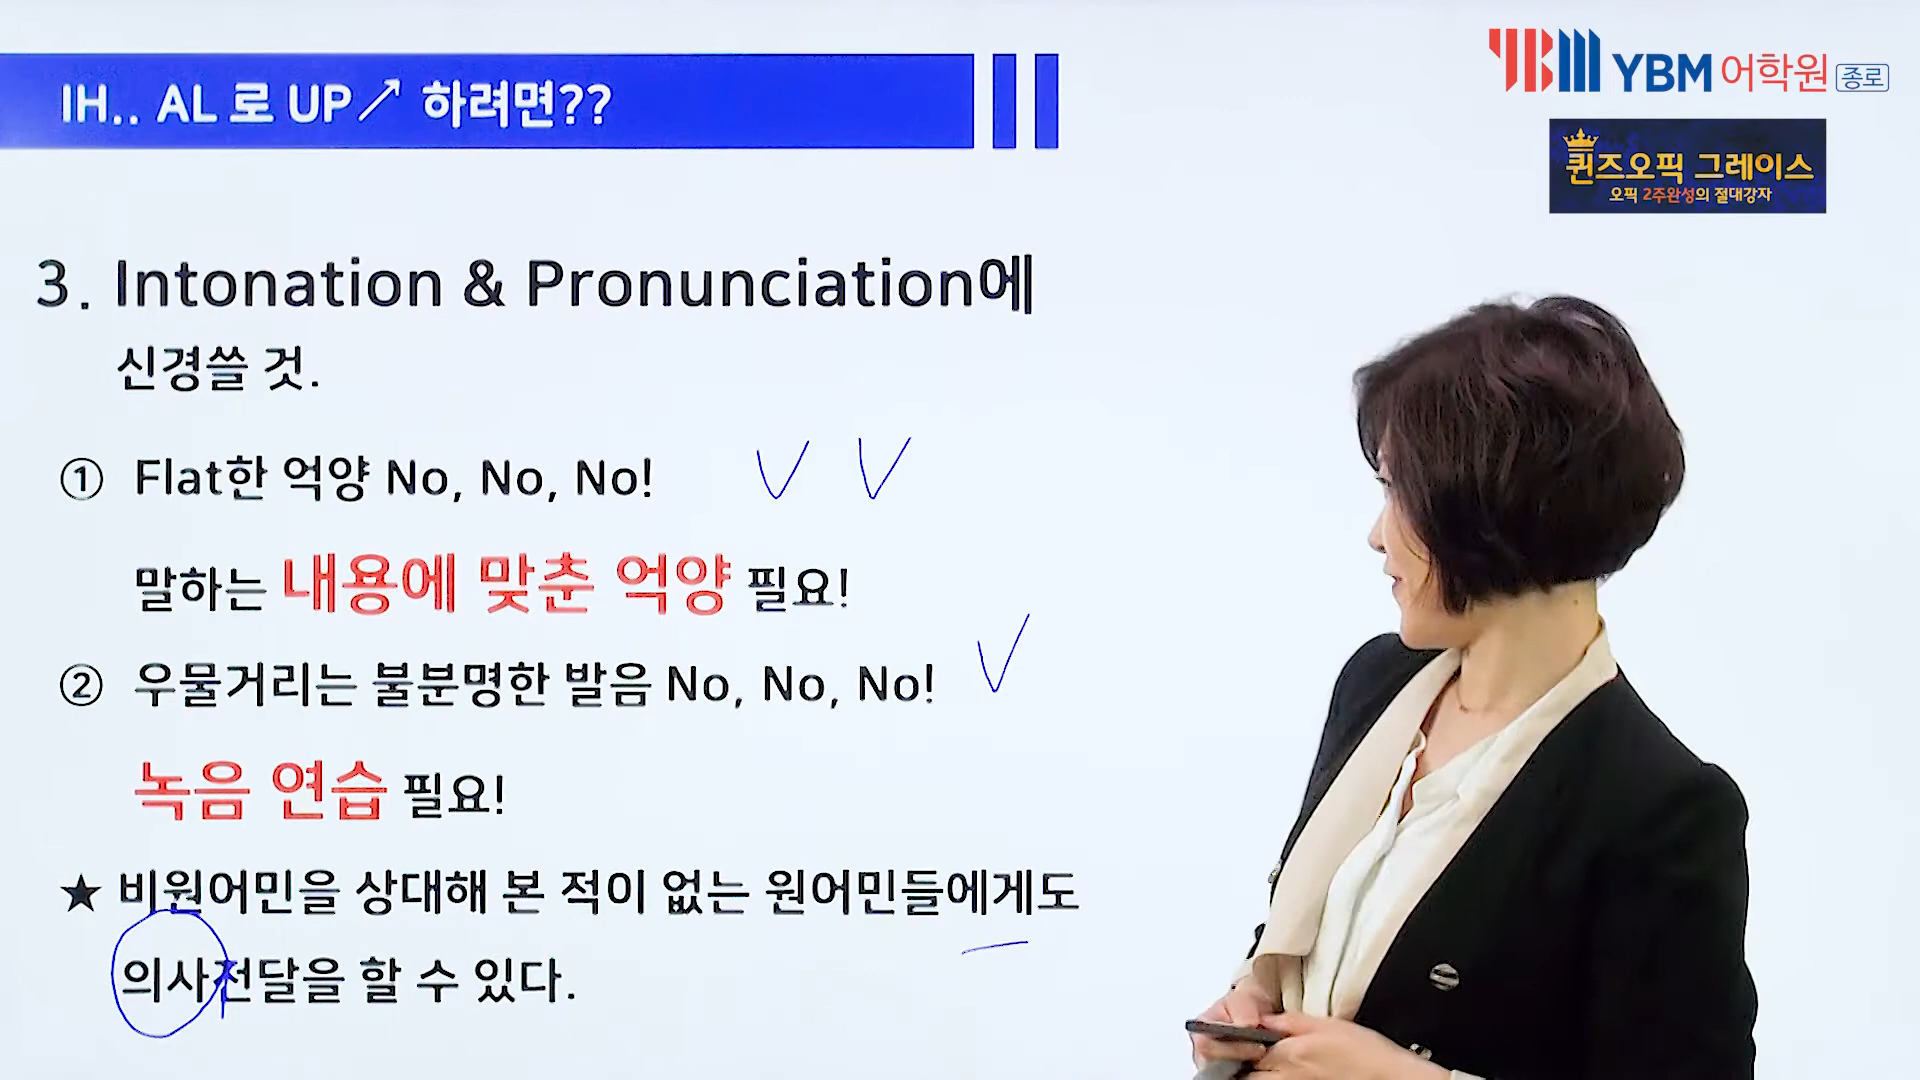 IH.. AL 로 UP↗ 하려면??
YBM YBM 어학원 종로
퀸즈오픽 그레이스
오픽 2주완성의 절대강자
3. Intonation & Pronunciation에
신경쓸 것.
① Flat한 억양 No, No, No!
말하는 내용에 맞춘 억양 필요!
② 우물거리는 불분명한 발음 No, No, No!
녹음 연습 필요!
★ 비원어민을 상대해 본 적이 없는 원어민들에게도
의사전달을 할 수 있다.